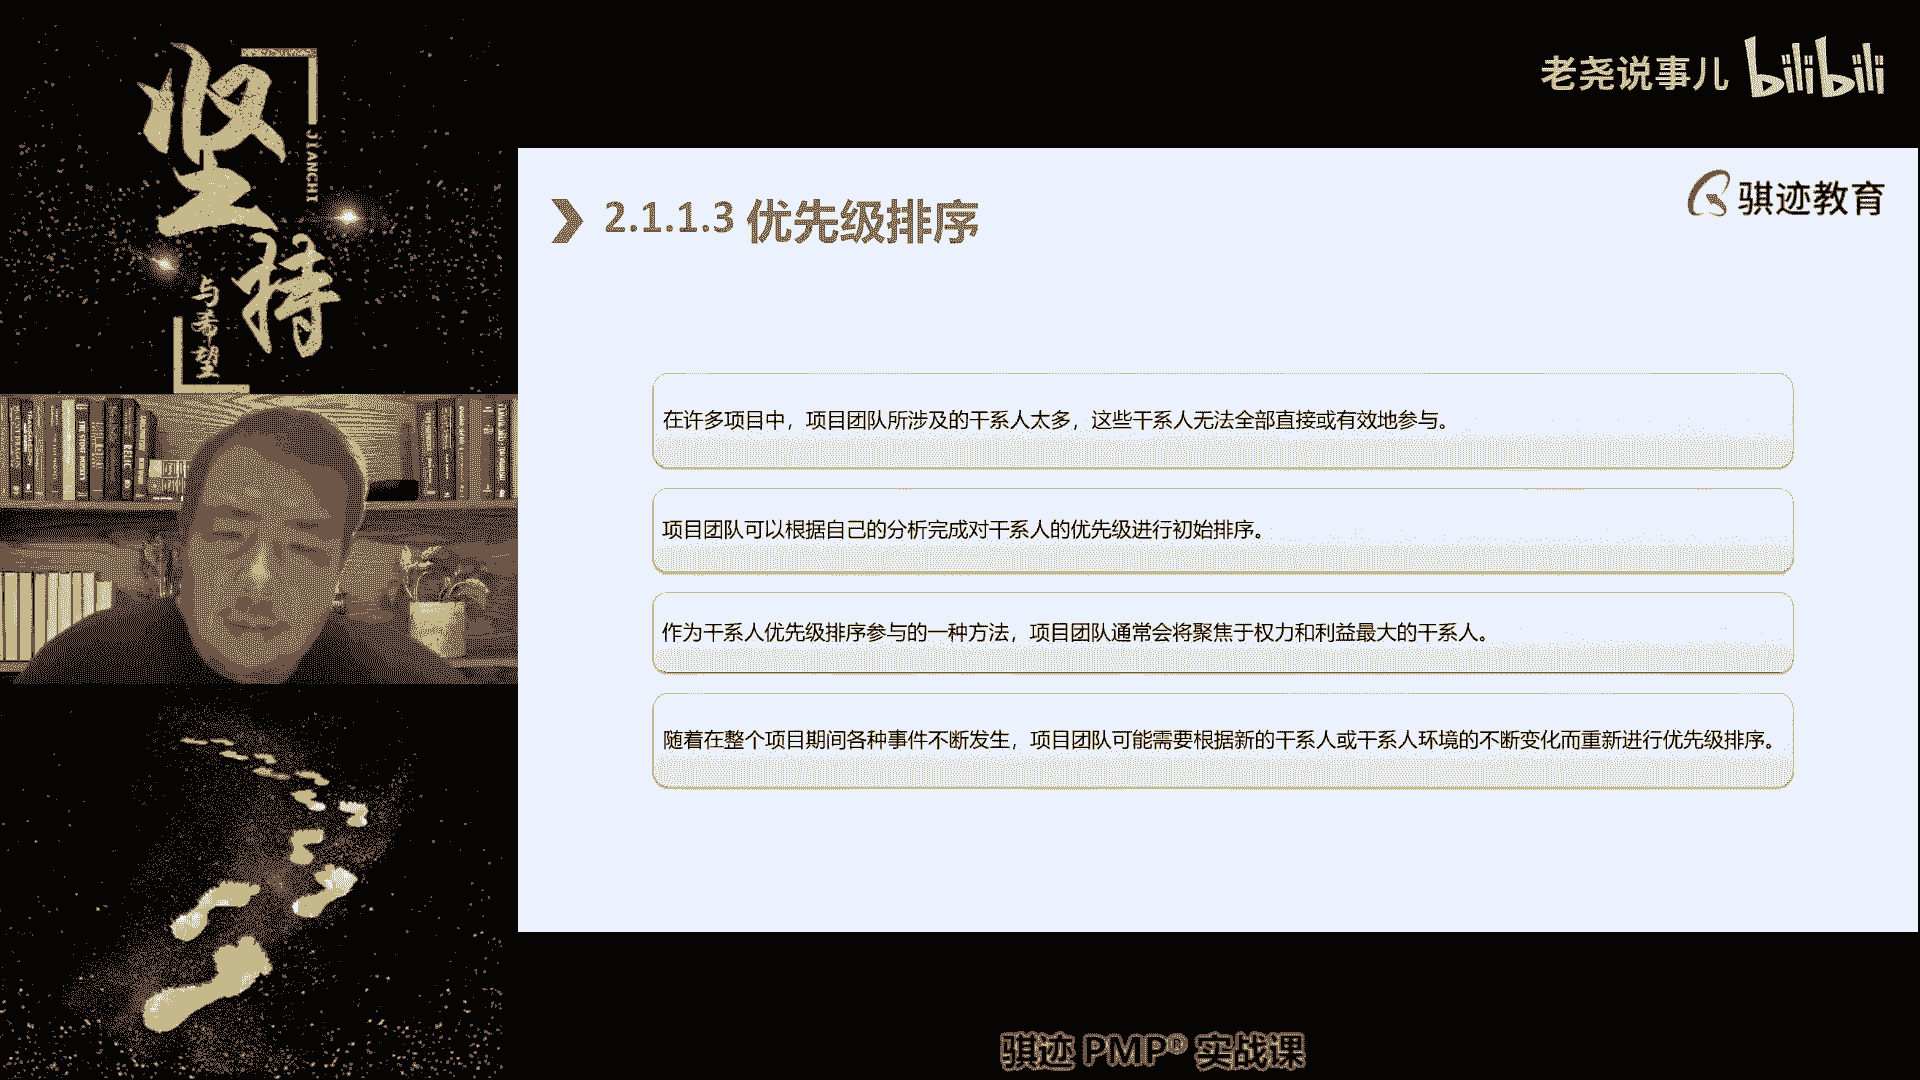 坚持
JIANCHI
与希望
老尧说事儿 bilibili
骐迹教育
2.1.1.3 优先级排序
在许多项目中，项目团队所涉及的干系人太多，这些干系人无法全部直接或有效地参与。
项目团队可以根据自己的分析完成对干系人的优先级进行初始排序。
作为干系人优先级排序参与的一种方法，项目团队通常会将聚焦于权力和利益最大的干系人。
随着在整个项目期间各种事件不断发生，项目团队可能需要根据新的干系人或干系人环境的不断变化而重新进行优先级排序。
骐迹 PMP® 实战课